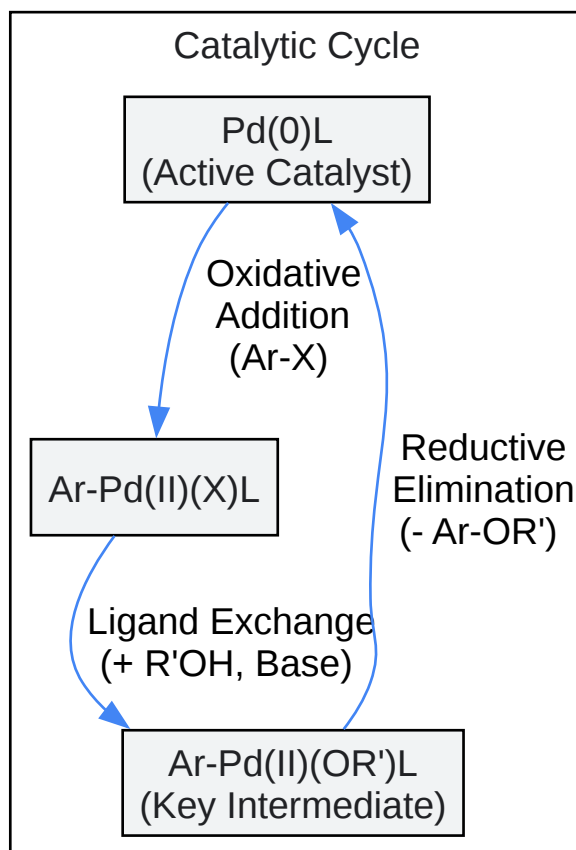 Catalytic Cycle
Pd(0)L
(Active Catalyst)
Oxidative
Addition
(Ar-X)
Ar-Pd(II)(X)L
Reductive
Elimination
(- Ar-OR')
Ligand Exchange
(+ R'OH, Base)
Ar-Pd(II)(OR')L
(Key Intermediate)